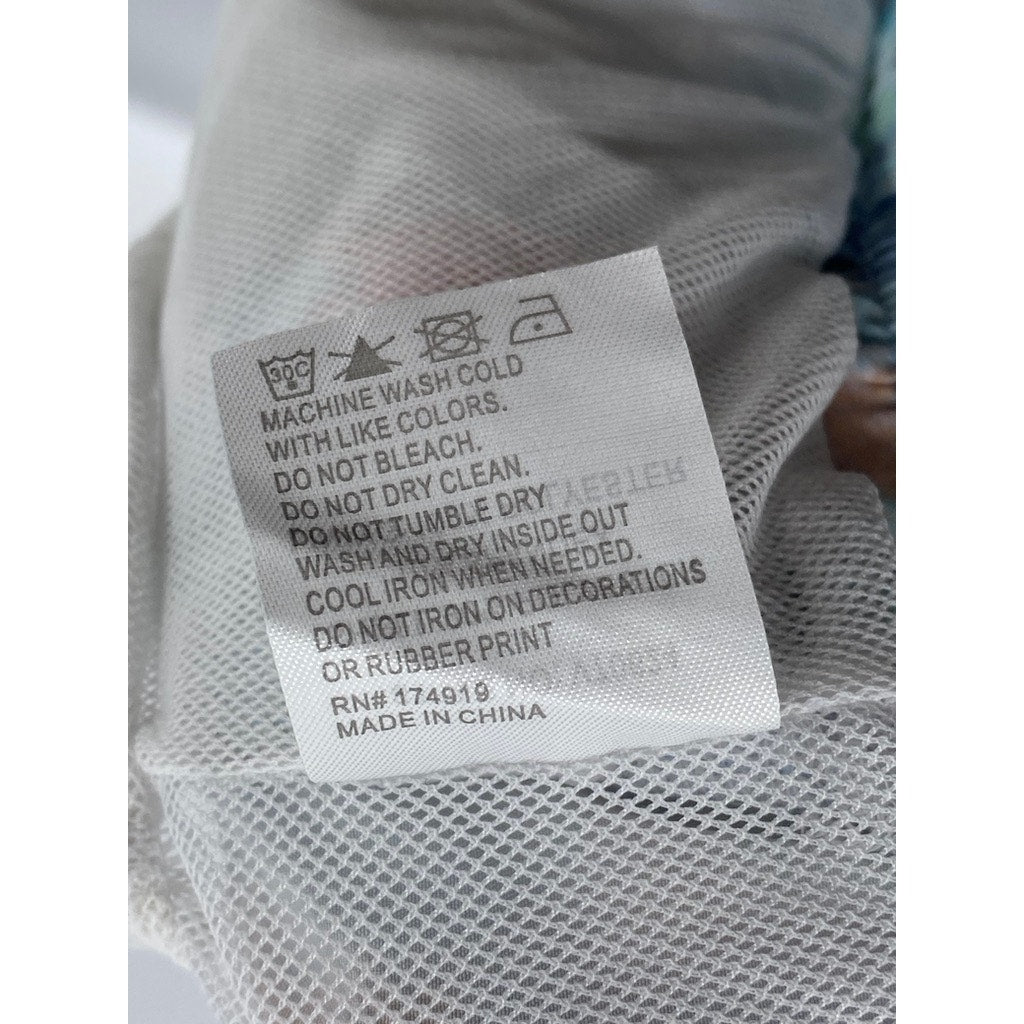 30C
MACHINE WASH COLD
WITH LIKE COLORS.
DO NOT BLEACH.
DO NOT DRY CLEAN.
DO NOT TUMBLE DRY
WASH AND DRY INSIDE OUT
COOL IRON WHEN NEEDED.
DO NOT IRON ON DECORATIONS
OR RUBBER PRINT
RN# 174919
MADE IN CHINA